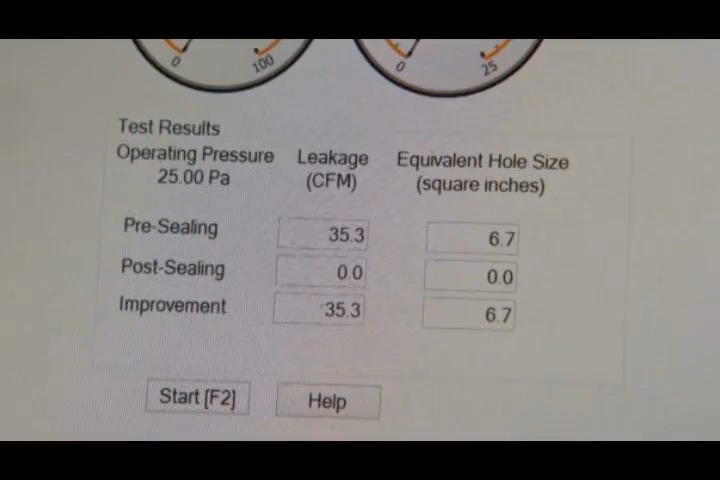 0 100 0 25
Test Results
Operating Pressure Leakage Equivalent Hole Size
25.00 Pa (CFM) (square inches)
Pre-Sealing 35.3 6.7
Post-Sealing 0.0 0.0
Improvement 35.3 6.7
Start [F2] Help